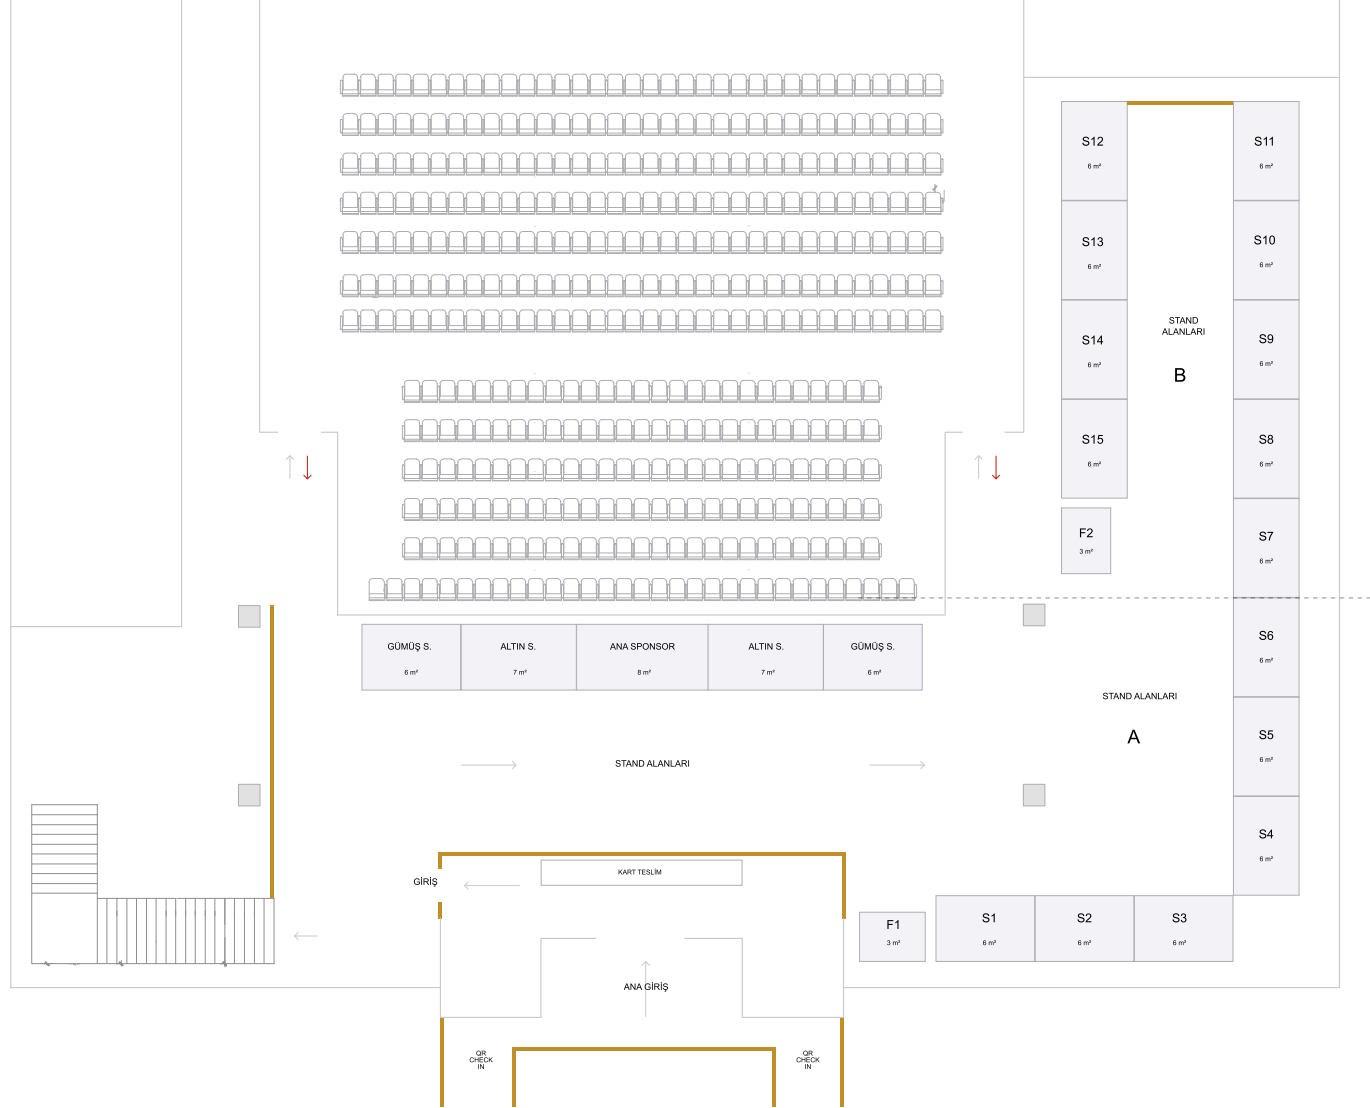 S12
6 m²
S11
6 m²
S13
6 m²
S10
6 m²
STAND
ALANLARI
B
S14
6 m²
S9
6 m²
S15
6 m²
S8
6 m²
F2
3 m²
S7
6 m²
GÜMÜŞ S.
6 m²
ALTIN S.
7 m²
ANA SPONSOR
8 m²
ALTIN S.
7 m²
GÜMÜŞ S.
6 m²
S6
6 m²
STAND ALANLARI
A
S5
6 m²
STAND ALANLARI
S4
6 m²
KART TESLİM
GİRİŞ
F1
3 m²
S1
6 m²
S2
6 m²
S3
6 m²
ANA GİRİŞ
QR
CHECK
IN
QR
CHECK
IN